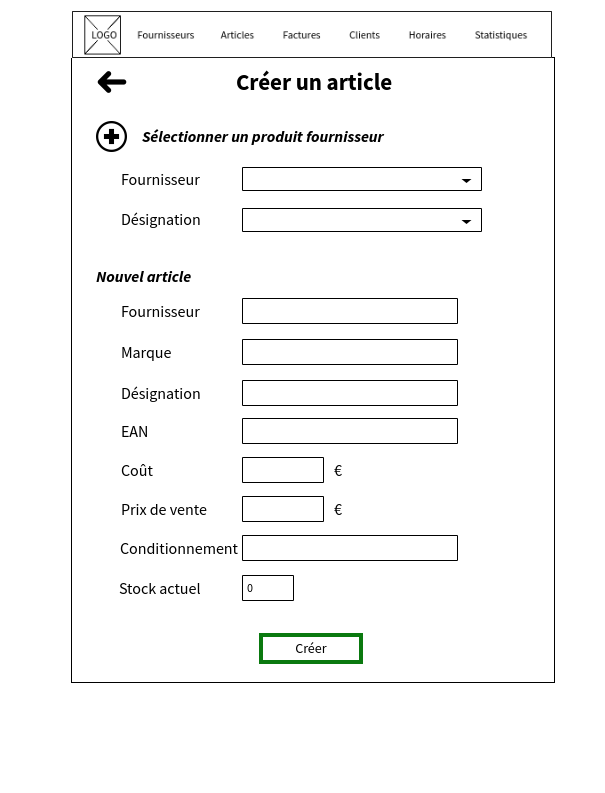 LOGO Fournisseurs Articles Factures Clients Horaires Statistiques
Créer un article
Sélectionner un produit fournisseur
Fournisseur
Désignation
Nouvel article
Fournisseur
Marque
Désignation
EAN
Coût €
Prix de vente €
Conditionnement
Stock actuel 0
Créer